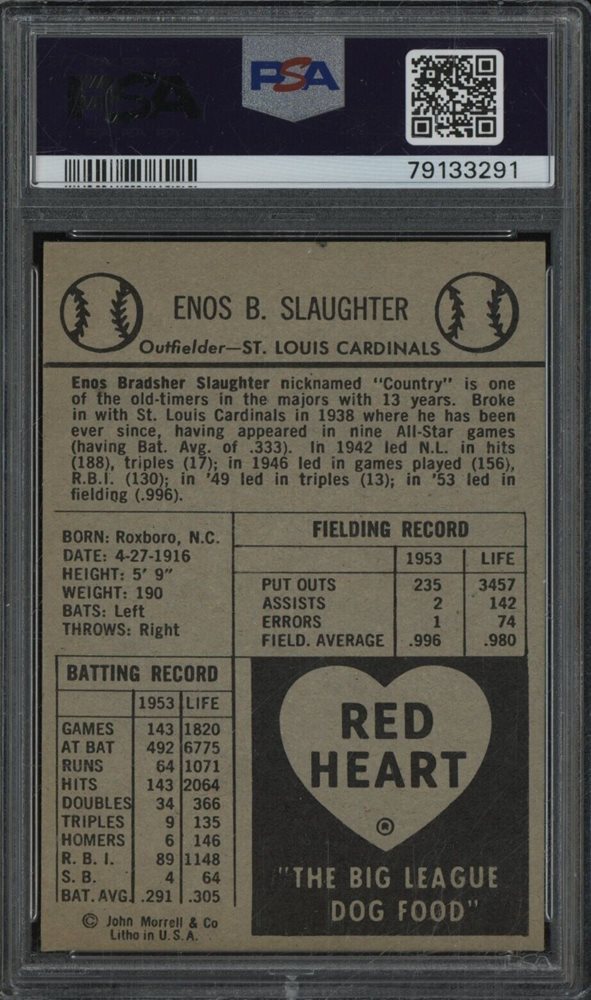 PSA
PSA
79133291
ENOS B. SLAUGHTER
Outfielder—ST. LOUIS CARDINALS
Enos Bradsher Slaughter nicknamed "Country" is one
of the old-timers in the majors with 13 years. Broke
in with St. Louis Cardinals in 1938 where he has been
ever since, having appeared in nine All-Star games
(having Bat. Avg. of .333). In 1942 led N.L. in hits
(188), triples (17); in 1946 led in games played (156),
R.B.I. (130); in '49 led in triples (13); in '53 led in
fielding (.996).
BORN: Roxboro, N.C.
DATE: 4-27-1916
HEIGHT: 5' 9"
WEIGHT: 190
BATS: Left
THROWS: Right
FIELDING RECORD
1953 LIFE
PUT OUTS 235 3457
ASSISTS 2 142
ERRORS 1 74
FIELD. AVERAGE .996 .980
BATTING RECORD
1953 LIFE
GAMES 143 1820
AT BAT 492 6775
RUNS 64 1071
HITS 143 2064
DOUBLES 34 366
TRIPLES 9 135
HOMERS 6 146
R. B. I. 89 1148
S. B. 4 64
BAT. AVG. .291 .305
© John Morrell & Co
Litho in U.S.A.
RED
HEART
®
"THE BIG LEAGUE
DOG FOOD"
PSA